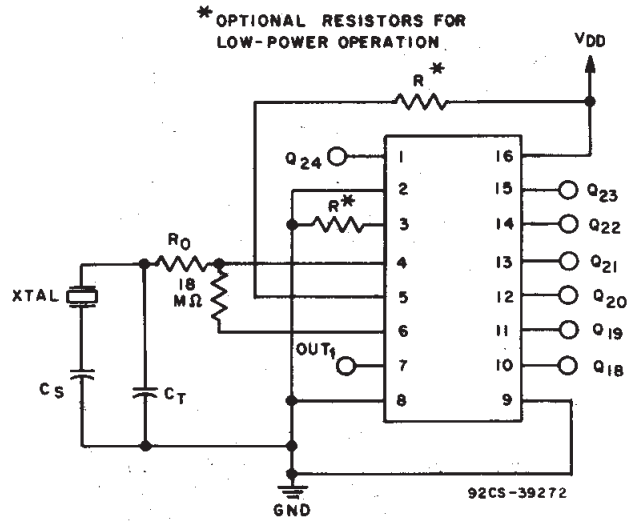 *OPTIONAL RESISTORS FOR
LOW-POWER OPERATION
VDD
R*
Q24
1
16
2
15
Q23
R*
3
14
Q22
RO
4
13
Q21
18
MΩ
XTAL
5
12
Q20
6
11
Q19
OUT1
7
10
Q18
CS
CT
8
9
92CS-39272
GND